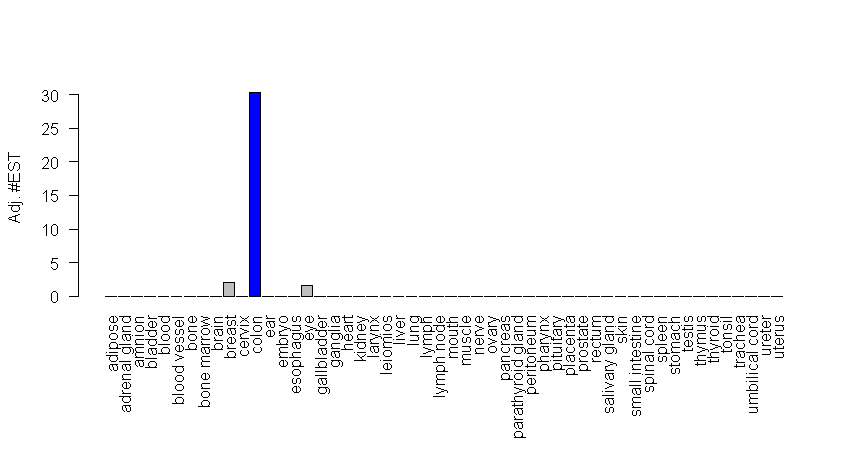 Adj. #EST
30
25
20
15
10
5
0
adipose
adrenal gland
amnion
bladder
blood
blood vessel
bone
bone marrow
brain
breast
cervix
colon
ear
embryo
esophagus
eye
gallbladder
ganglia
heart
kidney
larynx
leiomios
liver
lung
lymph
lymph node
mouth
muscle
nerve
ovary
pancreas
parathyroid gland
peritoneum
pharynx
pituitary
placenta
prostate
rectum
salivary gland
skin
small intestine
spinal cord
spleen
stomach
testis
thymus
thyroid
tonsil
trachea
umbilical cord
ureter
uterus